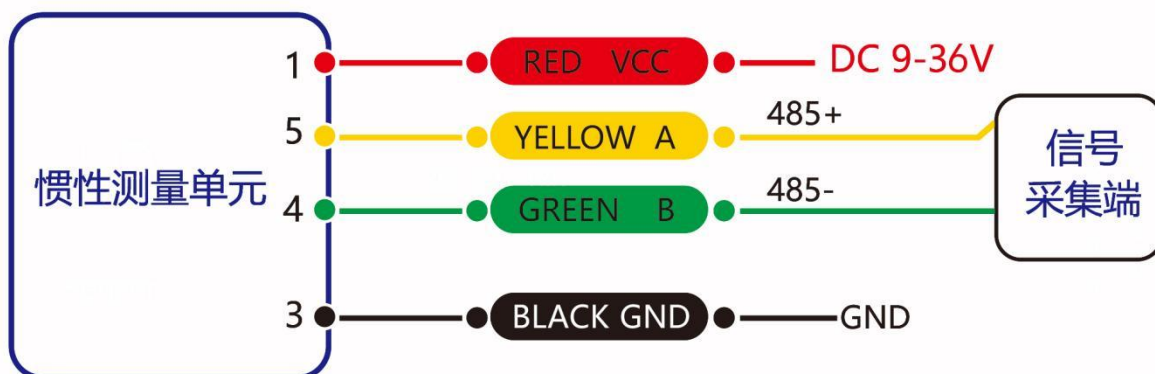 1 RED VCC DC 9-36V
5 YELLOW A 485+
惯性测量单元
信号
采集端
4 GREEN B 485-
3 BLACK GND GND